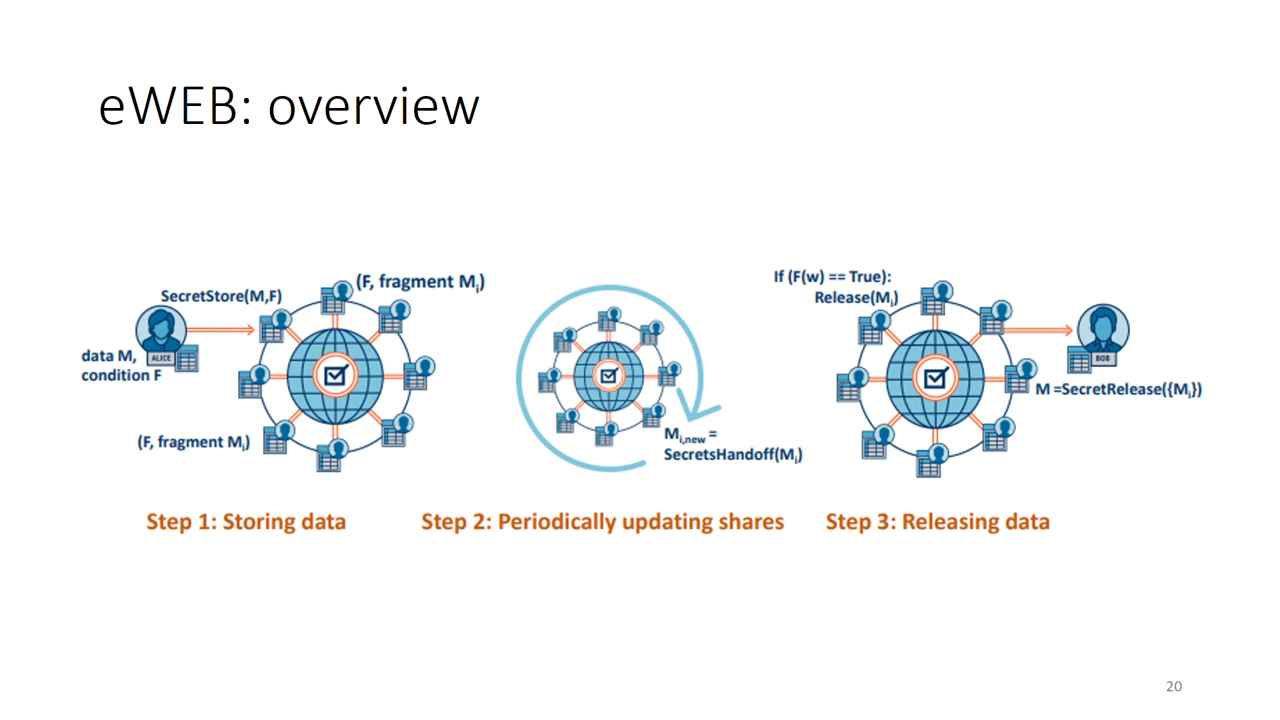 eWEB: overview
SecretStore(M,F)
(F, fragment Mi)
data M,
condition F
ALICE
(F, fragment Mi)
Step 1: Storing data
Mi,new =
SecretsHandoff(Mi)
Step 2: Periodically updating shares
If (F(w) == True):
Release(Mi)
BOB
M =SecretRelease({Mi})
Step 3: Releasing data
20